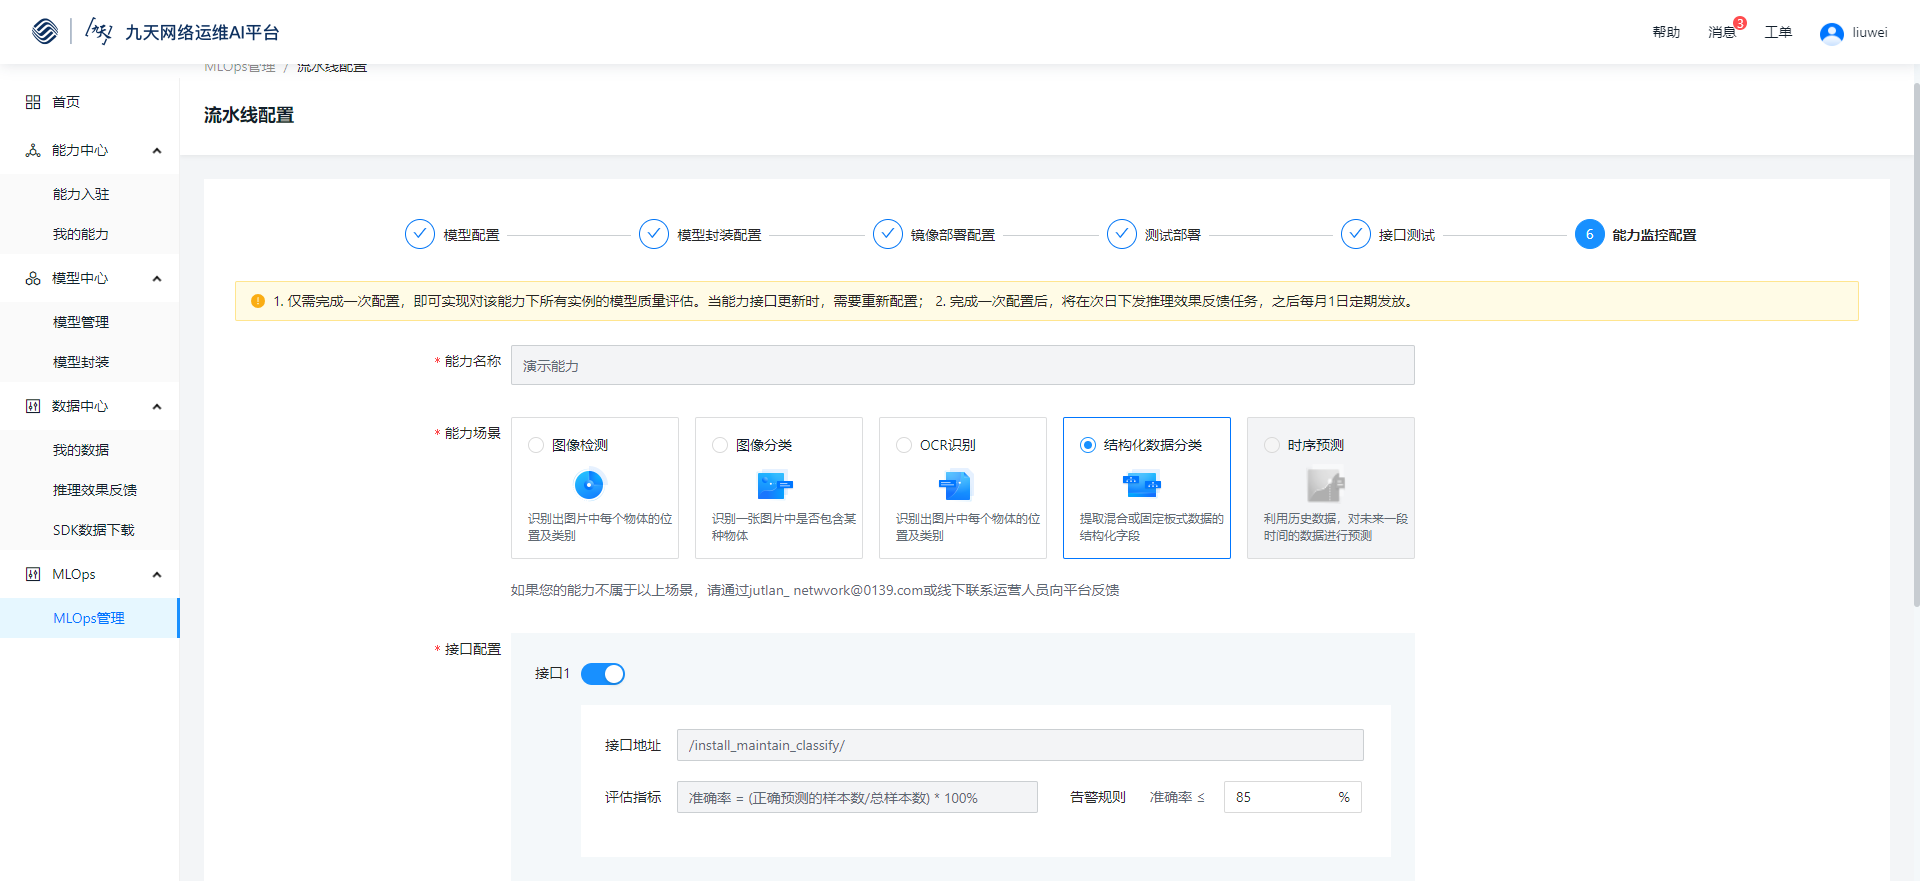 九天 九天网络运维AI平台
帮助 消息 3 工单 liuwei
MLOps管理 / 流水线配置
流水线配置
首页
能力中心
能力入驻
我的能力
模型中心
模型管理
模型封装
数据中心
我的数据
推理效果反馈
SDK数据下载
MLOps
MLOps管理
模型配置 模型封装配置 镜像部署配置 测试部署 接口测试 6 能力监控配置
1. 仅需完成一次配置，即可实现对该能力下所有实例的模型质量评估。当能力接口更新时，需要重新配置； 2. 完成一次配置后，将在次日下发推理效果反馈任务，之后每月1日定期发放。
* 能力名称 演示能力
* 能力场景
图像检测
识别出图片中每个物体的位
置及类别
图像分类
识别一张图片中是否包含某
种物体
OCR识别
识别出图片中每个物体的位
置及类别
结构化数据分类
提取混合或固定板式数据的
结构化字段
时序预测
利用历史数据，对未来一段
时间的数据进行预测
如果您的能力不属于以上场景，请通过jutlan_ netwvork@0139.com或线下联系运营人员向平台反馈
* 接口配置
接口1
接口地址 /install_maintain_classify/
评估指标 准确率 = (正确预测的样本数/总样本数) * 100% 告警规则 准确率 ≤ 85 %